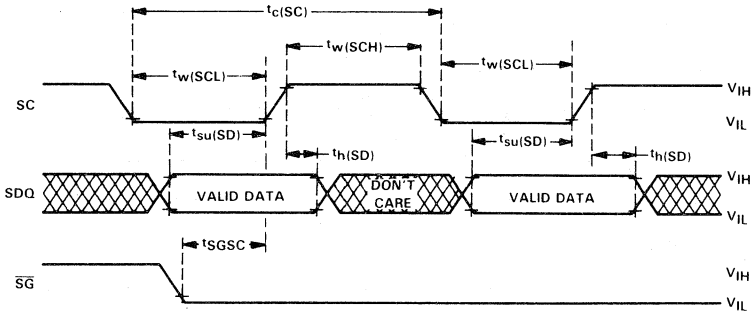 tc(SC)
tw(SCH)
tw(SCL) tw(SCL)
SC VIH
VIL
tsu(SD) tsu(SD)
th(SD) th(SD)
SDQ VALID DATA DON'T CARE VALID DATA VIH
VIL
tSGSC
SG VIH
VIL